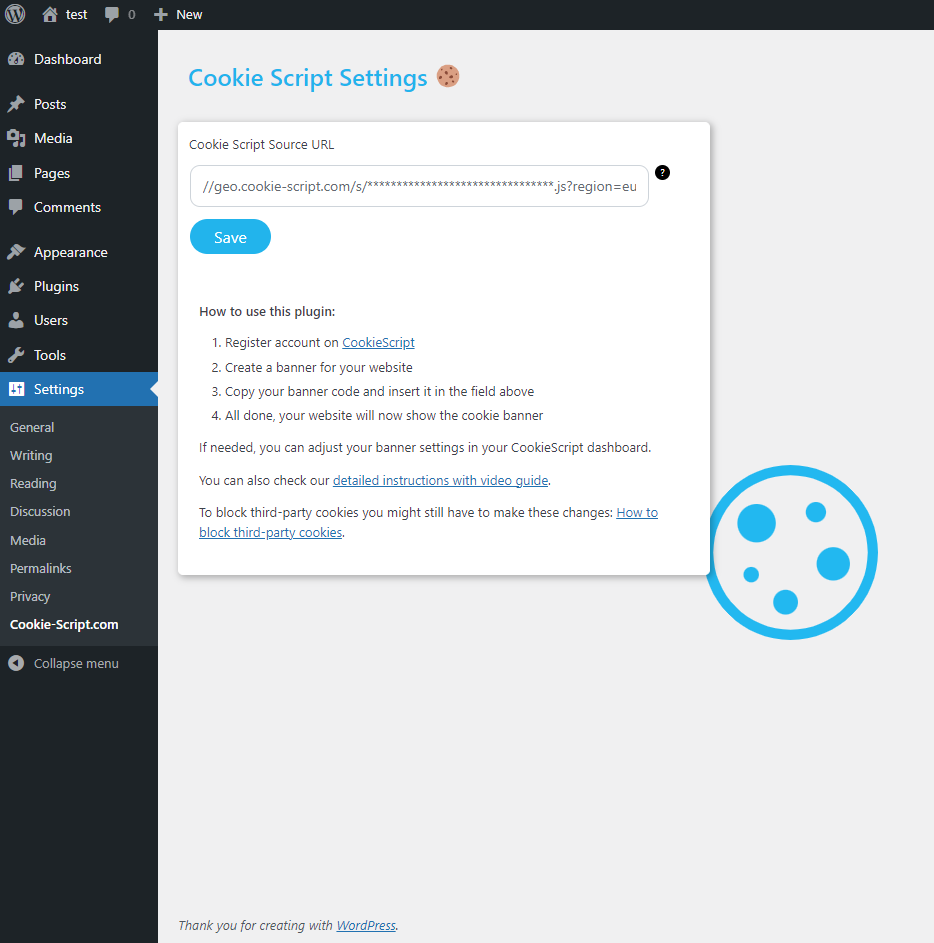 test 0 New
Dashboard
Posts
Media
Pages
Comments
Appearance
Plugins
Users
Tools
Settings
General
Writing
Reading
Discussion
Media
Permalinks
Privacy
Cookie-Script.com
Collapse menu
Cookie Script Settings
Cookie Script Source URL
//geo.cookie-script.com/s/********************************.js?region=eu
?
Save
How to use this plugin:
1. Register account on CookieScript
2. Create a banner for your website
3. Copy your banner code and insert it in the field above
4. All done, your website will now show the cookie banner
If needed, you can adjust your banner settings in your CookieScript dashboard.
You can also check our detailed instructions with video guide.
To block third-party cookies you might still have to make these changes: How to
block third-party cookies.
Thank you for creating with WordPress.